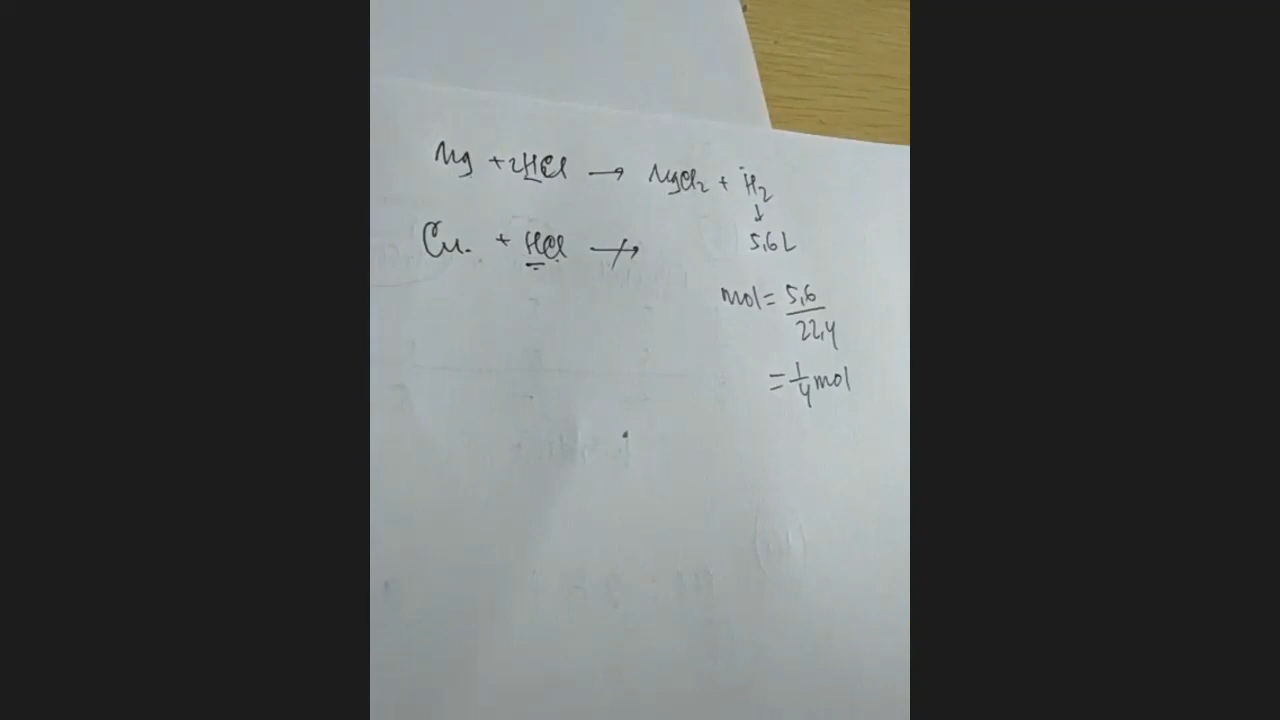 Mg + 2HCl → MgCl2 + H2
↓
Cu + HCl ↛ 5,6L
mol = 5,6
22,4
= 1/4 mol